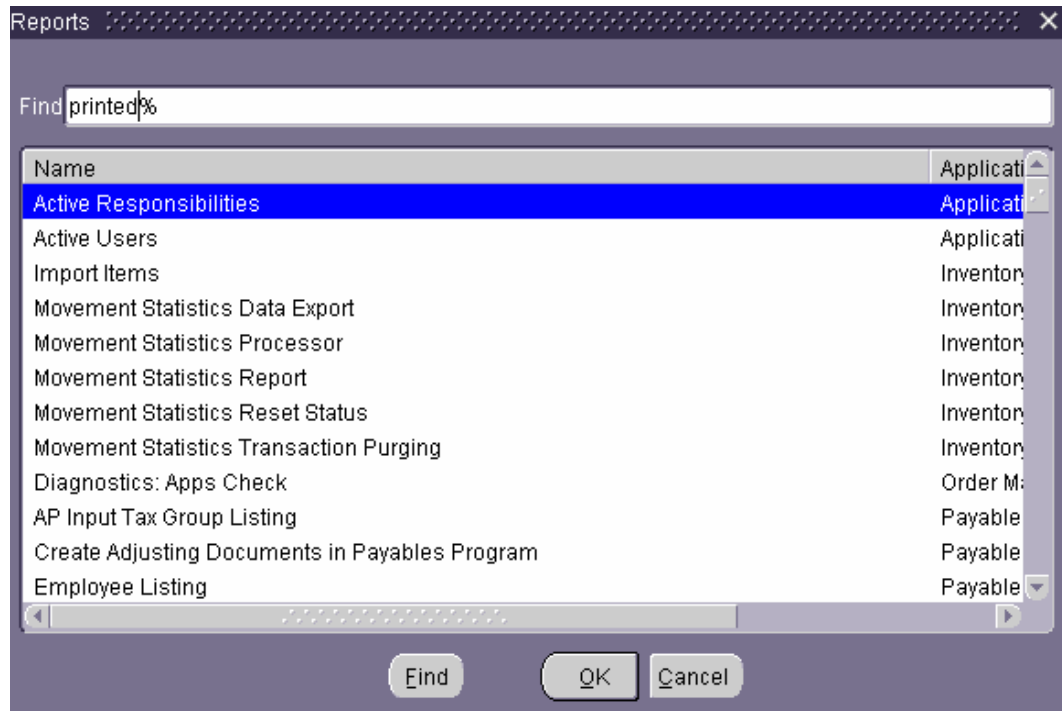 Reports
Find printed%
Name Applicati
Active Responsibilities Applicati
Active Users Applicati
Import Items Inventory
Movement Statistics Data Export Inventory
Movement Statistics Processor Inventory
Movement Statistics Report Inventory
Movement Statistics Reset Status Inventory
Movement Statistics Transaction Purging Inventory
Diagnostics: Apps Check Order Ma
AP Input Tax Group Listing Payable
Create Adjusting Documents in Payables Program Payable
Employee Listing Payable
Find OK Cancel